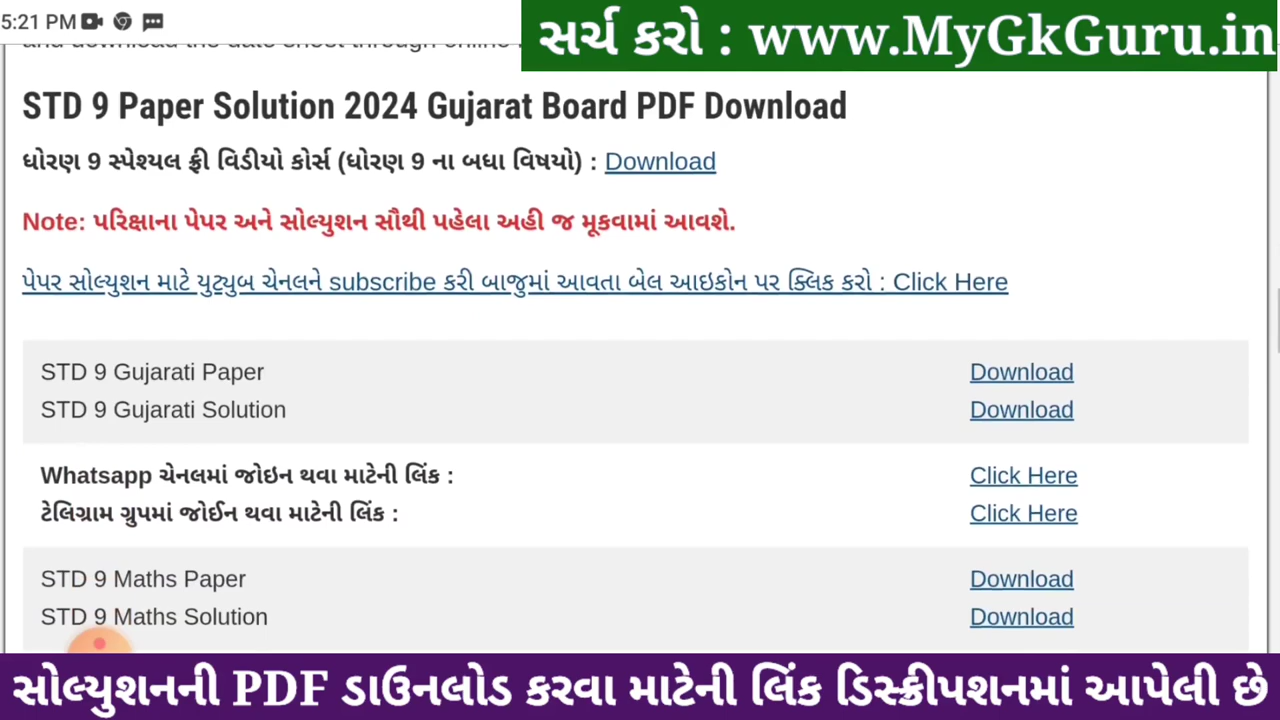 5:21 PM
સર્ચ કરો : www.MyGkGuru.in
STD 9 Paper Solution 2024 Gujarat Board PDF Download
ધોરણ 9 સ્પેશ્યલ ફ્રી વિડીયો કોર્સ (ધોરણ 9 ના બધા વિષયો) : Download
Note: પરિક્ષાના પેપર અને સોલ્યુશન સૌથી પહેલા અહી જ મૂકવામાં આવશે.
પેપર સોલ્યુશન માટે યુટ્યુબ ચેનલને subscribe કરી બાજુમાં આવતા બેલ આઇકોન પર ક્લિક કરો : Click Here
STD 9 Gujarati Paper Download
STD 9 Gujarati Solution Download
Whatsapp ચેનલમાં જોઇન થવા માટેની લિંક : Click Here
ટેલિગ્રામ ગ્રુપમાં જોઈન થવા માટેની લિંક : Click Here
STD 9 Maths Paper Download
STD 9 Maths Solution Download
સોલ્યુશનની PDF ડાઉનલોડ કરવા માટેની લિંક ડિસ્ક્રીપશનમાં આપેલી છે